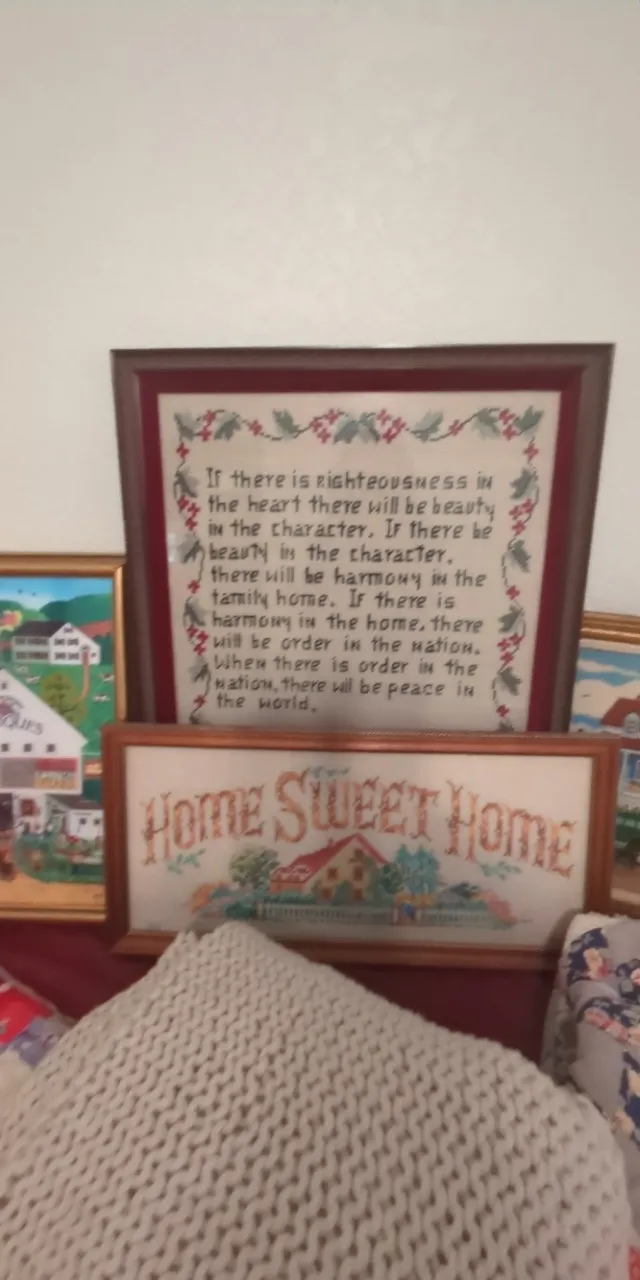 If there is righteousness in
the heart there will be beauty
in the character. If there be
beauty in the character,
there will be harmony in the
family home. If there is
harmony in the home, there
will be order in the nation.
When there is order in the
nation, there will be peace in
the world.
HOME SWEET HOME